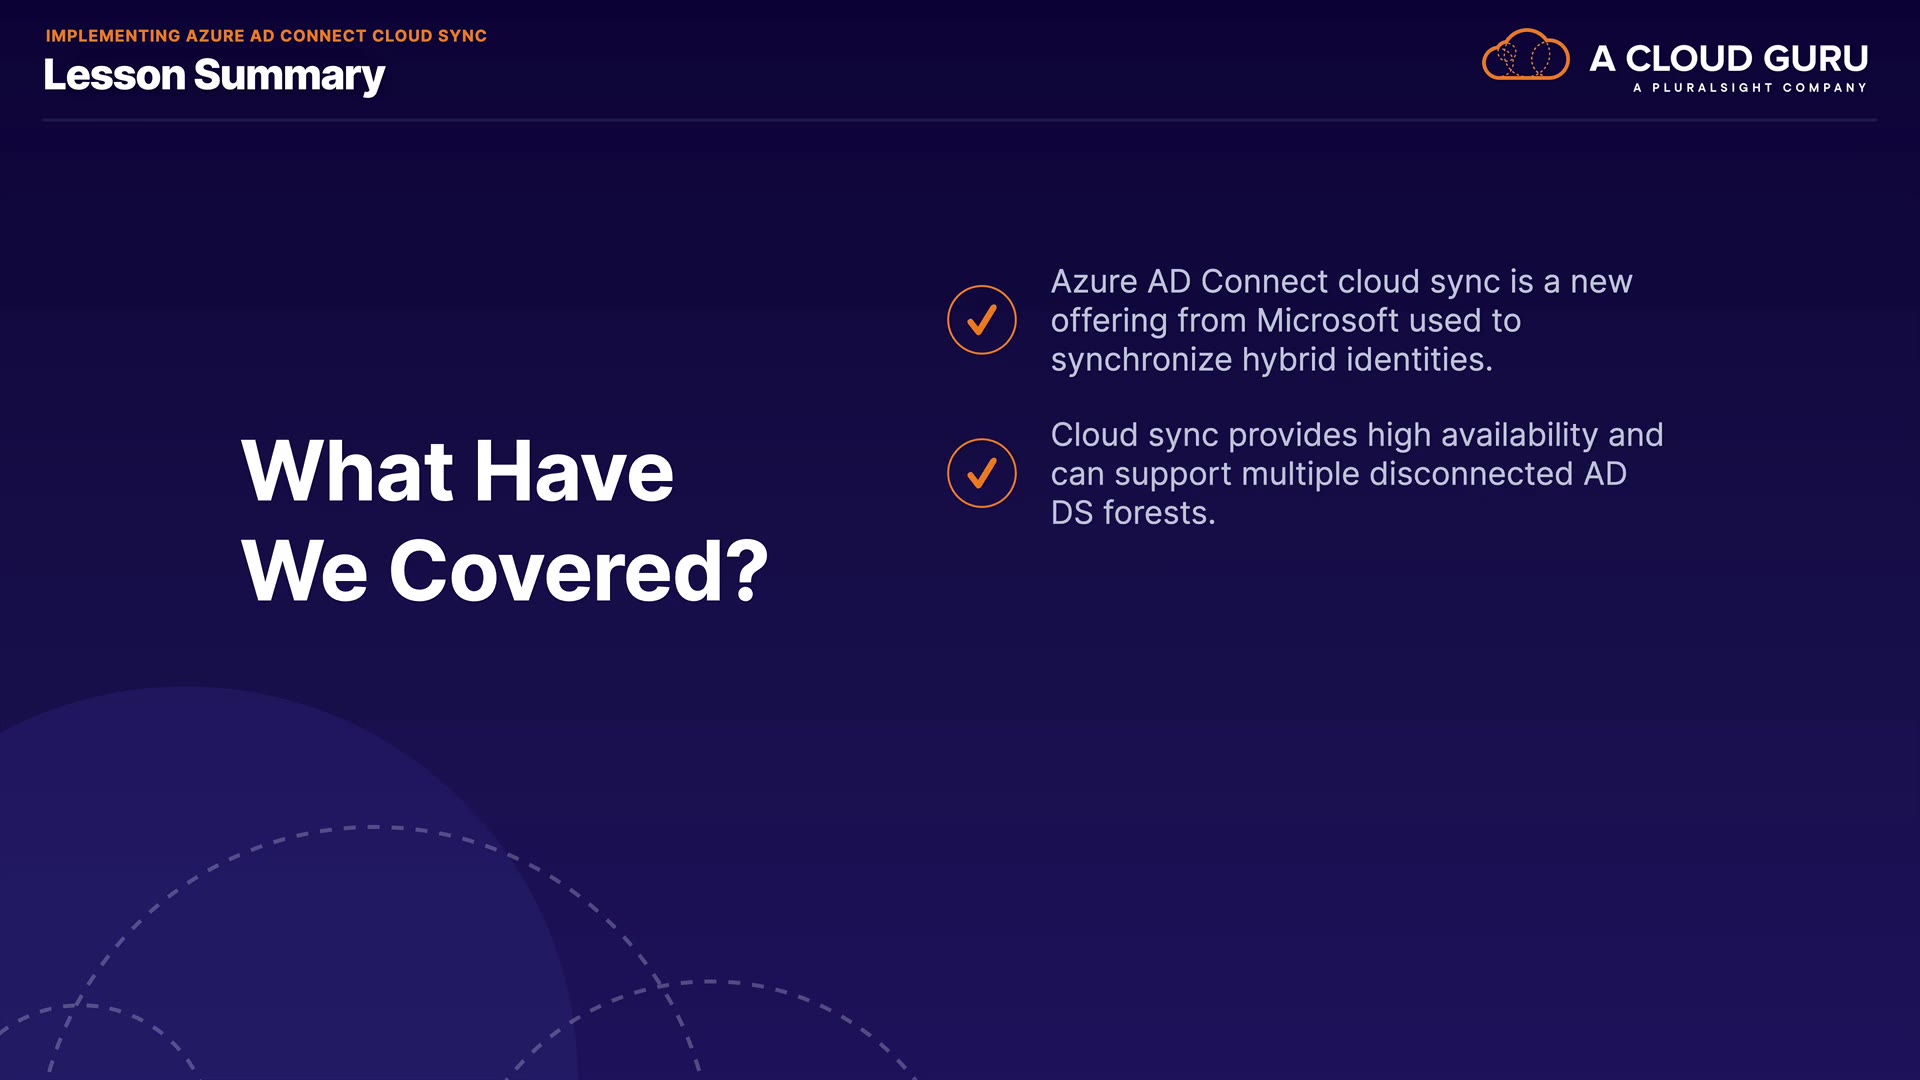 IMPLEMENTING AZURE AD CONNECT CLOUD SYNC
Lesson Summary
A CLOUD GURU
A PLURALSIGHT COMPANY
What Have
We Covered?
Azure AD Connect cloud sync is a new
offering from Microsoft used to
synchronize hybrid identities.
Cloud sync provides high availability and
can support multiple disconnected AD
DS forests.